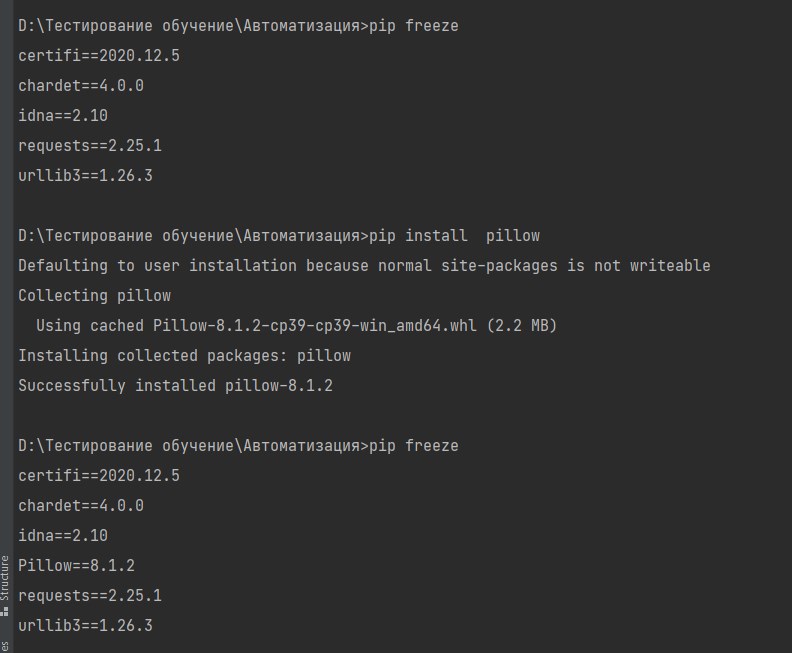 D:\Тестирование обучение\Автоматизация>pip freeze
certifi==2020.12.5
chardet==4.0.0
idna==2.10
requests==2.25.1
urllib3==1.26.3
D:\Тестирование обучение\Автоматизация>pip install  pillow
Defaulting to user installation because normal site-packages is not writeable
Collecting pillow
  Using cached Pillow-8.1.2-cp39-cp39-win_amd64.whl (2.2 MB)
Installing collected packages: pillow
Successfully installed pillow-8.1.2
D:\Тестирование обучение\Автоматизация>pip freeze
certifi==2020.12.5
chardet==4.0.0
idna==2.10
Pillow==8.1.2
requests==2.25.1
urllib3==1.26.3
Structure
es